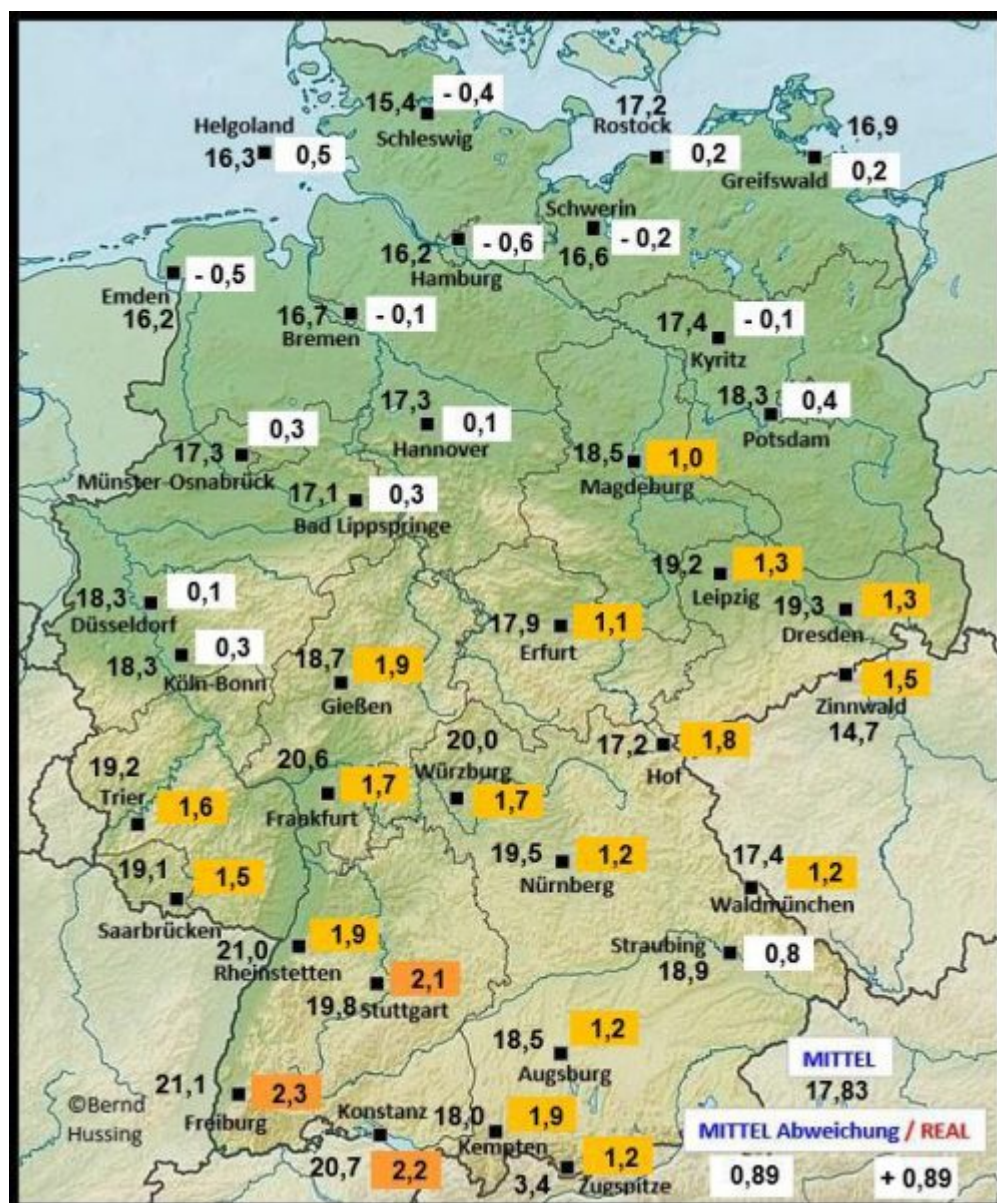 15,4 - 0,4
Schleswig
Helgoland
16,3 0,5
17,2
Rostock
0,2
16,9
Greifswald 0,2
Schwerin
16,6 - 0,2
16,2 - 0,6
Hamburg
- 0,5
Emden
16,2
16,7 - 0,1
Bremen
17,4 - 0,1
Kyritz
18,3 0,4
Potsdam
17,3 0,1
Hannover
0,3
17,3
Münster-Osnabrück
18,5 1,0
Magdeburg
17,1 0,3
Bad Lippspringe
19,2 1,3
Leipzig
19,3 1,3
Dresden
18,3 0,1
Düsseldorf
17,9 1,1
Erfurt
18,3 0,3
Köln-Bonn
18,7 1,9
Gießen
1,5
Zinnwald
14,7
17,2 1,8
Hof
20,6 1,7
Frankfurt
20,0
Würzburg
1,7
19,2
Trier
1,6
19,5 1,2
Nürnberg
17,4 1,2
Waldmünchen
19,1 1,5
Saarbrücken
21,0 1,9
Rheinstetten
Straubing
18,9 0,8
2,1
19,8 Stuttgart
18,5 1,2
Augsburg
21,1 2,3
Freiburg
©Bernd
Hussing
Konstanz
20,7 2,2
18,0 1,9
Kempten
1,2
3,4 Zugspitze
MITTEL
17,83
MITTEL Abweichung / REAL
0,89 + 0,89